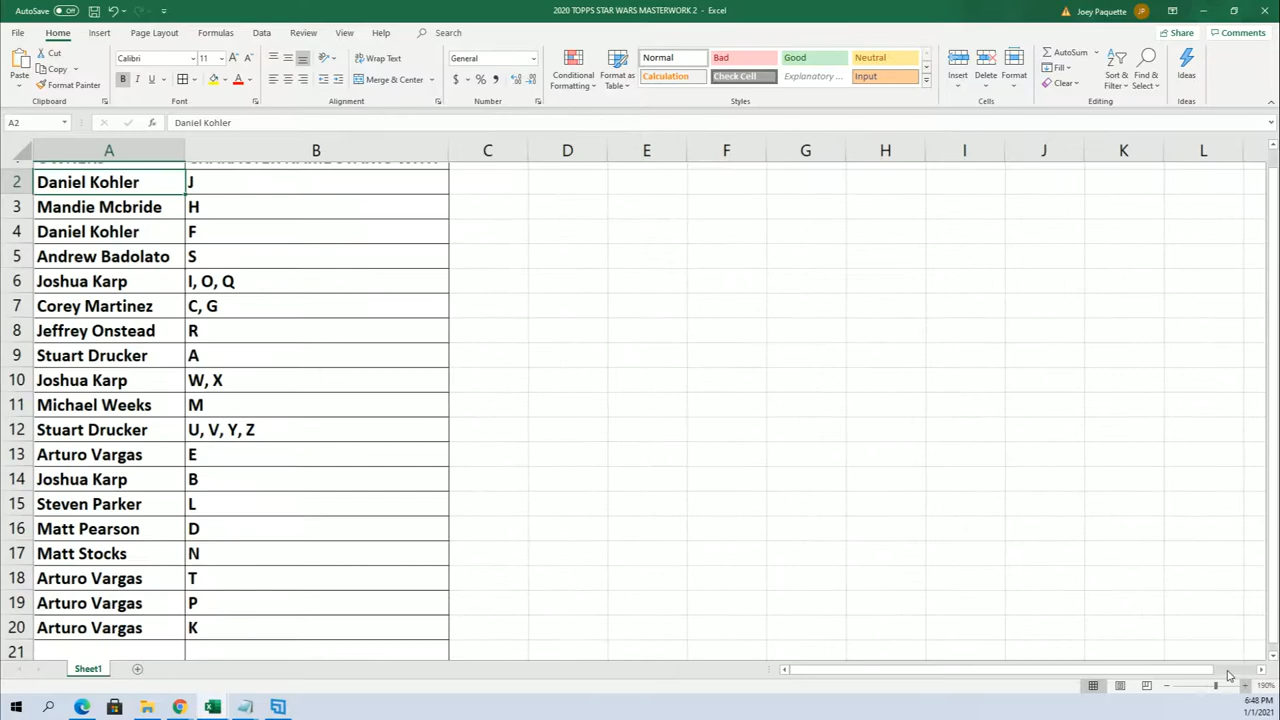 AutoSave Off 2020 TOPPS STAR WARS MASTERWORK 2 - Excel Joey Paquette JP
File Home Insert Page Layout Formulas Data Review View Help Search Share Comments
Paste Cut Copy Format Painter
Calibri 11 B I U A A A
Wrap Text Merge & Center
General $ % ,
Conditional Formatting Format as Table
Normal Bad Good Neutral
Calculation Check Cell Explanatory ... Input
Insert Delete Format
AutoSum Fill Clear Sort & Filter Find & Select Ideas
Clipboard Font Alignment Number Styles Cells Editing Ideas
A2 fx Daniel Kohler
A B C D E F G H I J K L
2 Daniel Kohler J
3 Mandie Mcbride H
4 Daniel Kohler F
5 Andrew Badolato S
6 Joshua Karp I, O, Q
7 Corey Martinez C, G
8 Jeffrey Onstead R
9 Stuart Drucker A
10 Joshua Karp W, X
11 Michael Weeks M
12 Stuart Drucker U, V, Y, Z
13 Arturo Vargas E
14 Joshua Karp B
15 Steven Parker L
16 Matt Pearson D
17 Matt Stocks N
18 Arturo Vargas T
19 Arturo Vargas P
20 Arturo Vargas K
21
Sheet1
190%
6:48 PM
1/1/2021